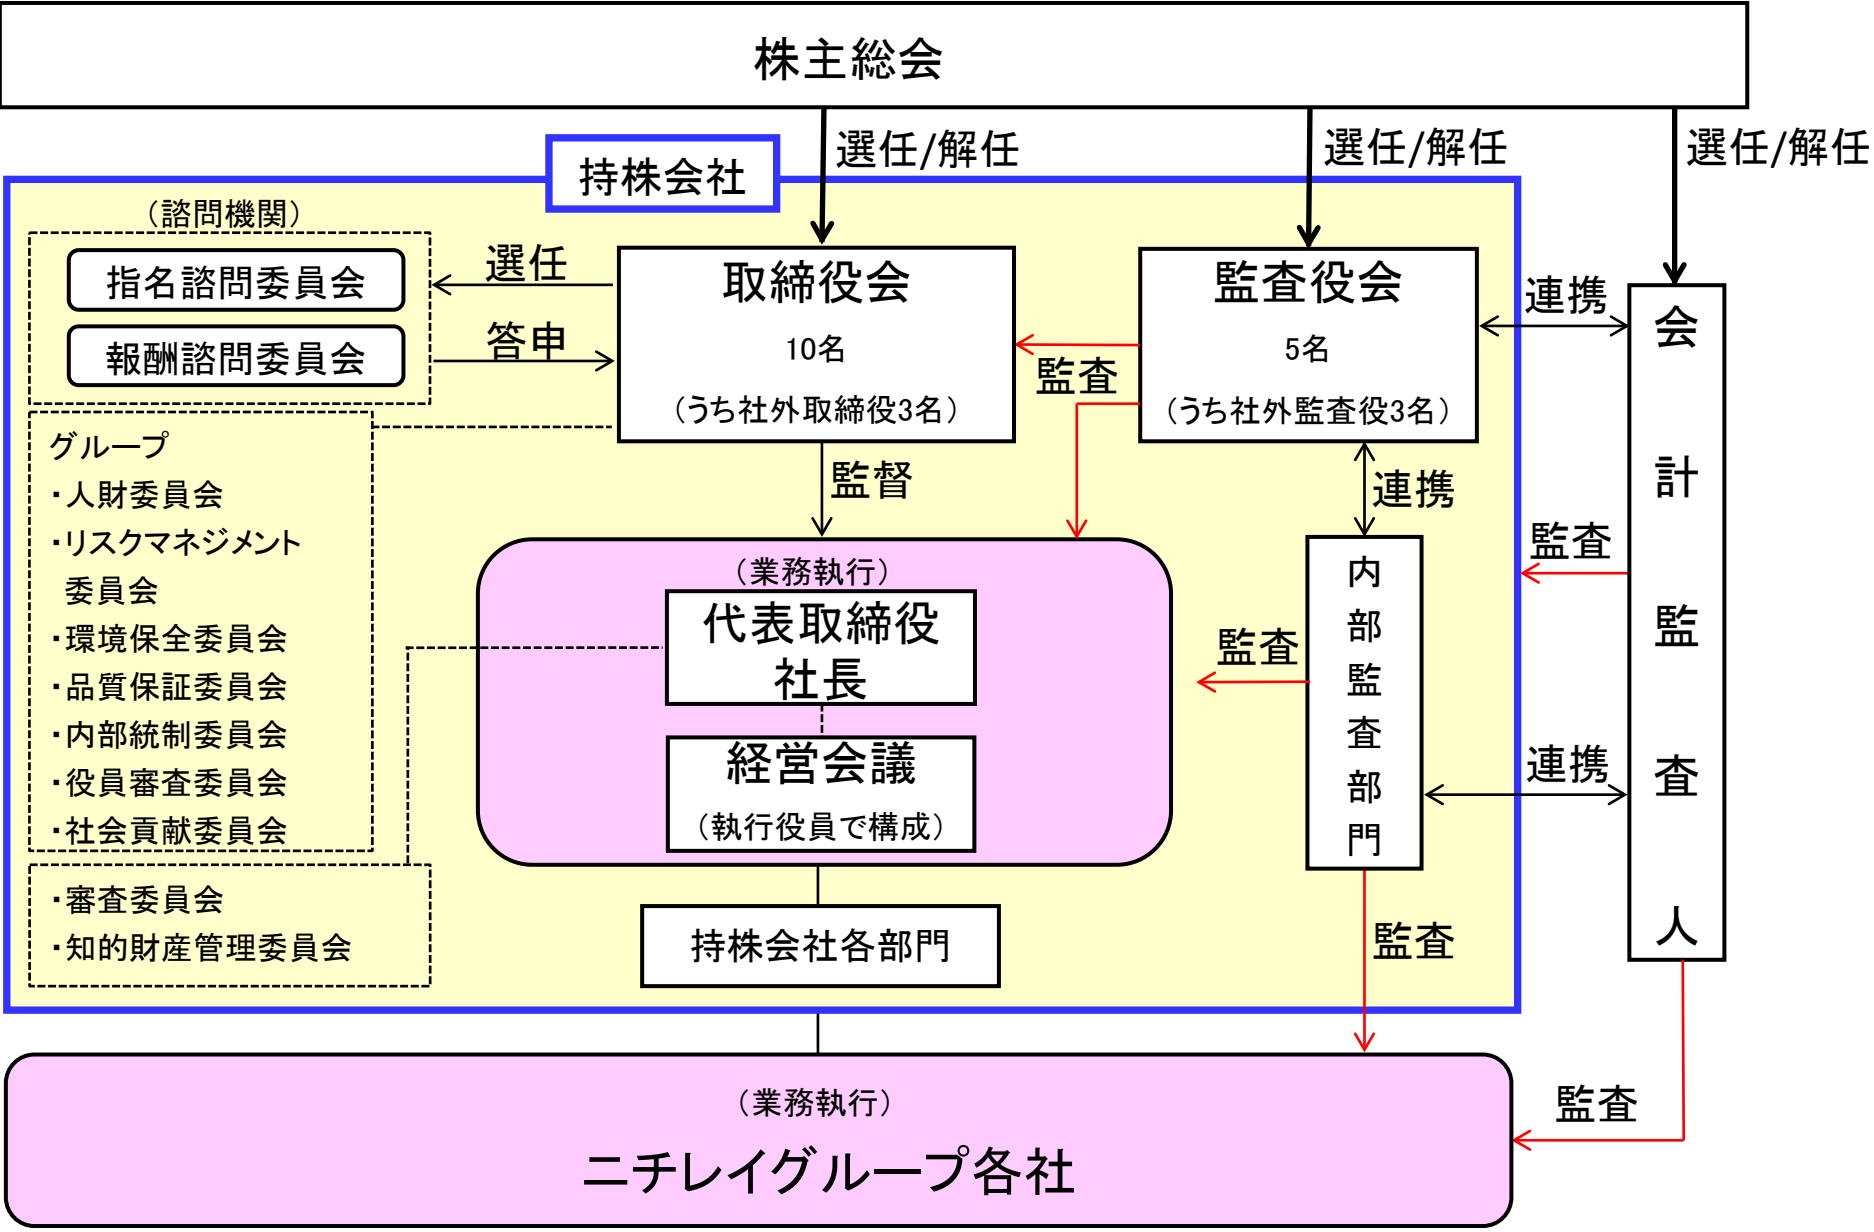 株主総会
選任/解任
選任/解任
選任/解任
持株会社
（諮問機関）
指名諮問委員会
報酬諮問委員会
選任
答申
取締役会
10名
（うち社外取締役3名）
監査
監査役会
5名
（うち社外監査役3名）
連携
会計監査人
グループ
・人財委員会
・リスクマネジメント
委員会
・環境保全委員会
・品質保証委員会
・内部統制委員会
・役員審査委員会
・社会貢献委員会
・審査委員会
・知的財産管理委員会
監督
連携
（業務執行）
代表取締役
社長
経営会議
（執行役員で構成）
監査
内部監査部門
監査
連携
持株会社各部門
監査
監査
（業務執行）
ニチレイグループ各社